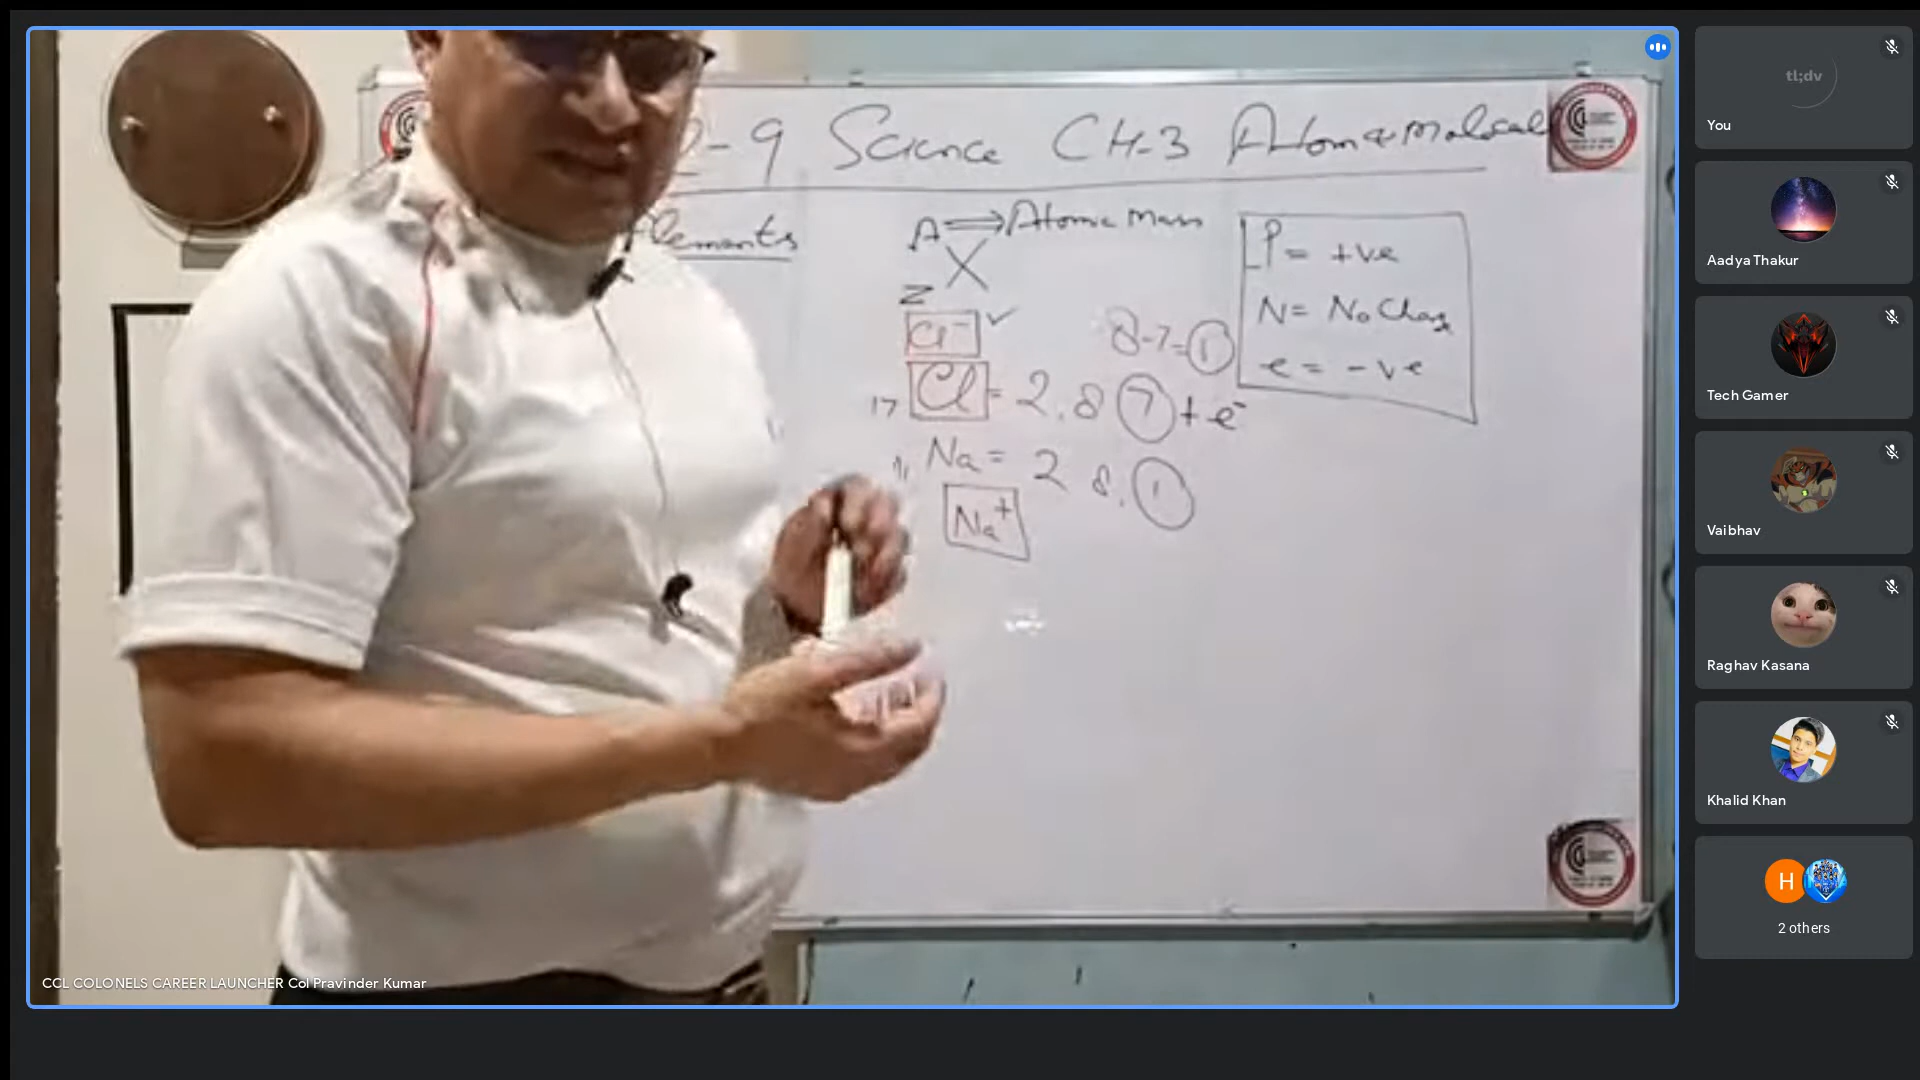 -9 Science CH-3 Atom & Molecule
Elements
A ⇒ Atomic Mass
X
Z
Cl⁻ ✓
8-7=1
17 Cl = 2.8 7 + e⁻
11 Na = 2 8.1
Na⁺
P = +ve
N = No Charge
e = -ve
CCL COLONELS CAREER LAUNCHER Col Pravinder Kumar
tl;dv
You
Aadya Thakur
Tech Gamer
Vaibhav
Raghav Kasana
Khalid Khan
H
2 others